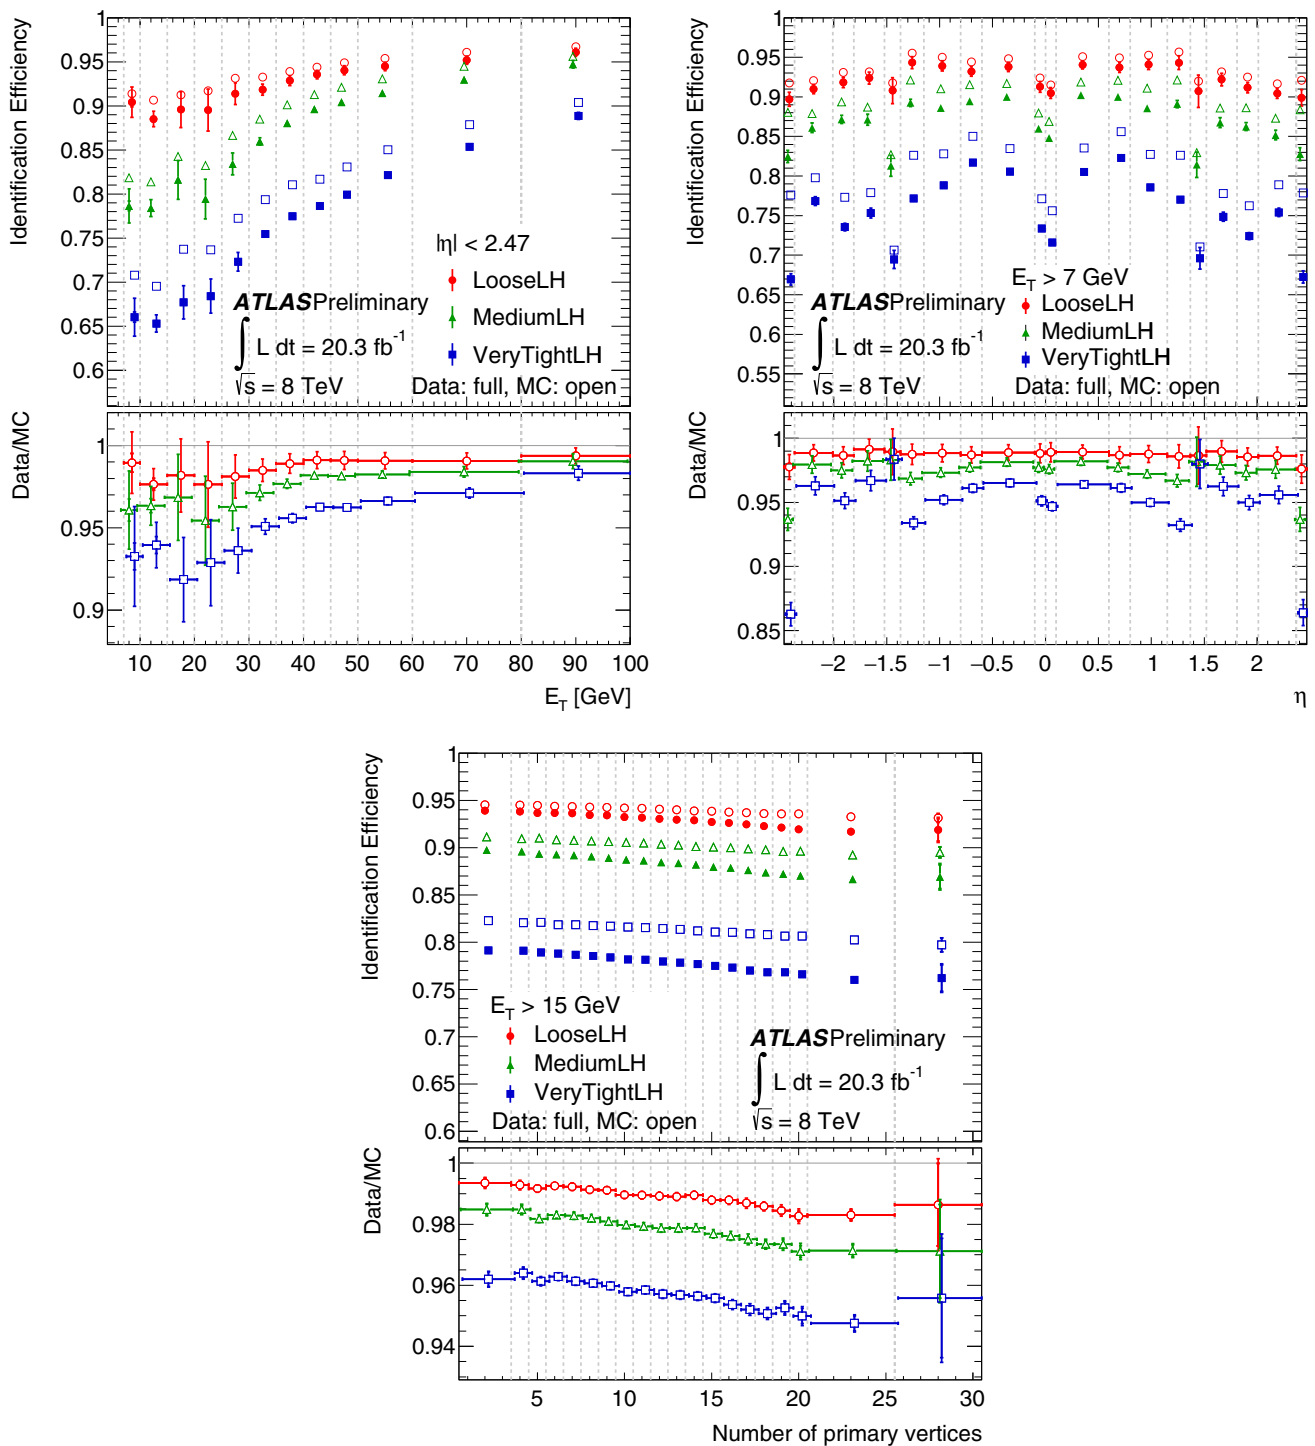 Identification Efficiency
1
0.95
0.9
0.85
0.8
0.75
0.7
0.65
0.6
|η| < 2.47
LooseLH
MediumLH
VeryTightLH
ATLAS Preliminary
∫ L dt = 20.3 fb⁻¹
√s = 8 TeV
Data: full, MC: open
Data/MC
1
0.95
0.9
10 20 30 40 50 60 70 80 90 100
E_T [GeV]
Identification Efficiency
1
0.95
0.9
0.85
0.8
0.75
0.7
0.65
0.6
0.55
E_T > 7 GeV
LooseLH
MediumLH
VeryTightLH
ATLAS Preliminary
∫ L dt = 20.3 fb⁻¹
√s = 8 TeV
Data: full, MC: open
Data/MC
1
0.95
0.9
0.85
−2 −1.5 −1 −0.5 0 0.5 1 1.5 2
η
Identification Efficiency
1
0.95
0.9
0.85
0.8
0.75
0.7
0.65
0.6
E_T > 15 GeV
LooseLH
MediumLH
VeryTightLH
Data: full, MC: open
ATLAS Preliminary
∫ L dt = 20.3 fb⁻¹
√s = 8 TeV
Data/MC
1
0.98
0.96
0.94
5 10 15 20 25 30
Number of primary vertices